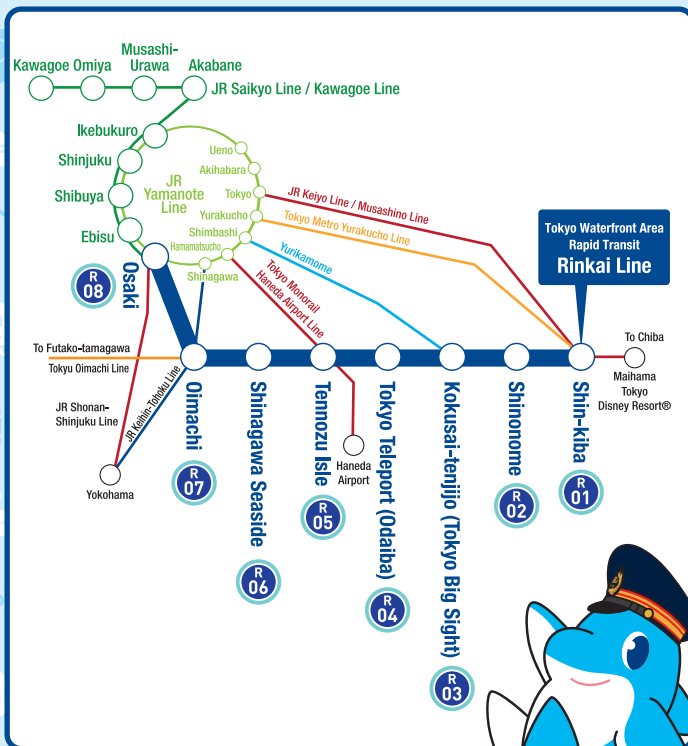 Musashi-
Urawa
Kawagoe
Omiya
Akabane
JR Saikyo Line / Kawagoe Line
Ikebukuro
Shinjuku
Shibuya
Ebisu
Osaki
R
08
JR
Yamanote
Line
Ueno
Akihabara
Tokyo
Yurakucho
Shimbashi
Hamamatsucho
Shinagawa
JR Keiyo Line / Musashino Line
Tokyo Metro Yurakucho Line
Yurikamome
Tokyo Monorail
Haneda Airport Line
Tokyo Waterfront Area
Rapid Transit
Rinkai Line
To Futako-tamagawa
Tokyu Oimachi Line
JR Shonan-
Shinjuku Line
JR Keihin-Tohoku Line
Yokohama
Haneda
Airport
To Chiba
Maihama
Tokyo
Disney Resort®
Oimachi
R
07
Shinagawa Seaside
R
06
Tennozu Isle
R
05
Tokyo Teleport (Odaiba)
R
04
Kokusai-tenjijo (Tokyo Big Sight)
R
03
Shinonome
R
02
Shin-kiba
R
01